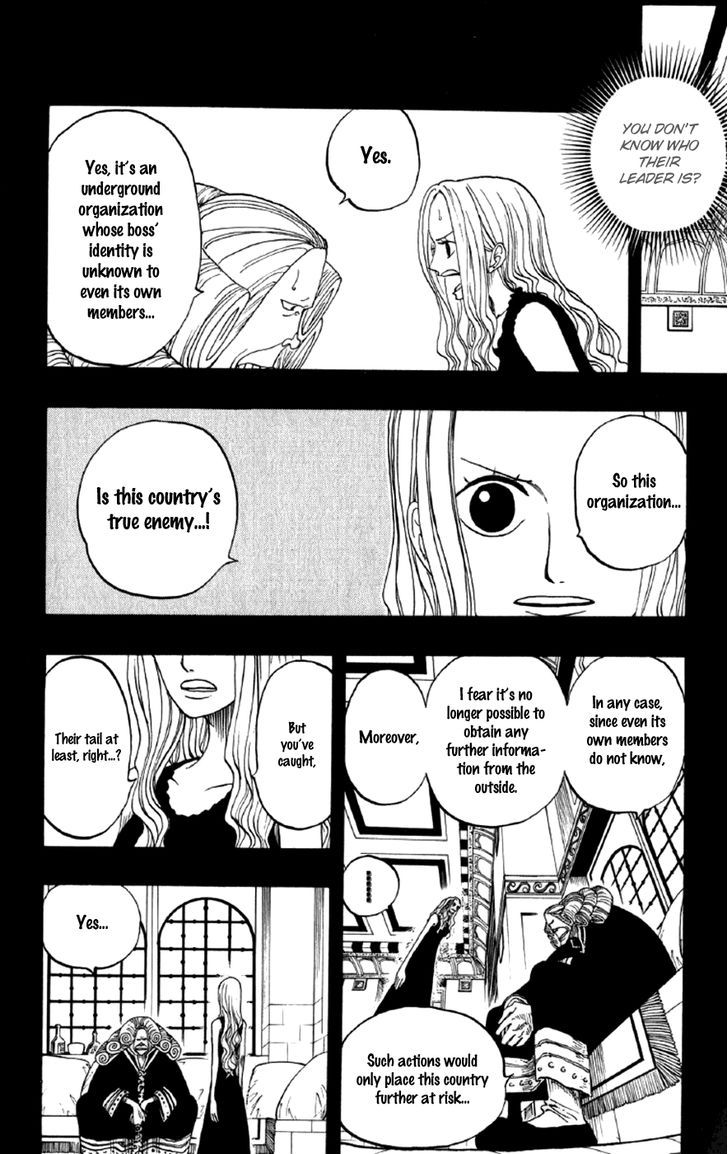 YOU DON'T
KNOW WHO
THEIR
LEADER IS?
Yes.
Yes, it's an
underground
organization
whose boss'
identity is
unknown to
even its own
members...
So this
organization...
Is this country's
true enemy...!
In any case,
since even its
own members
do not know,
I fear it's no
longer possible to
obtain any
further informa-
tion from the
outside.
Moreover,
......
Such actions would
only place this
country
further at risk...
But
you've
caught,
Their tail at
least, right...?
Yes...